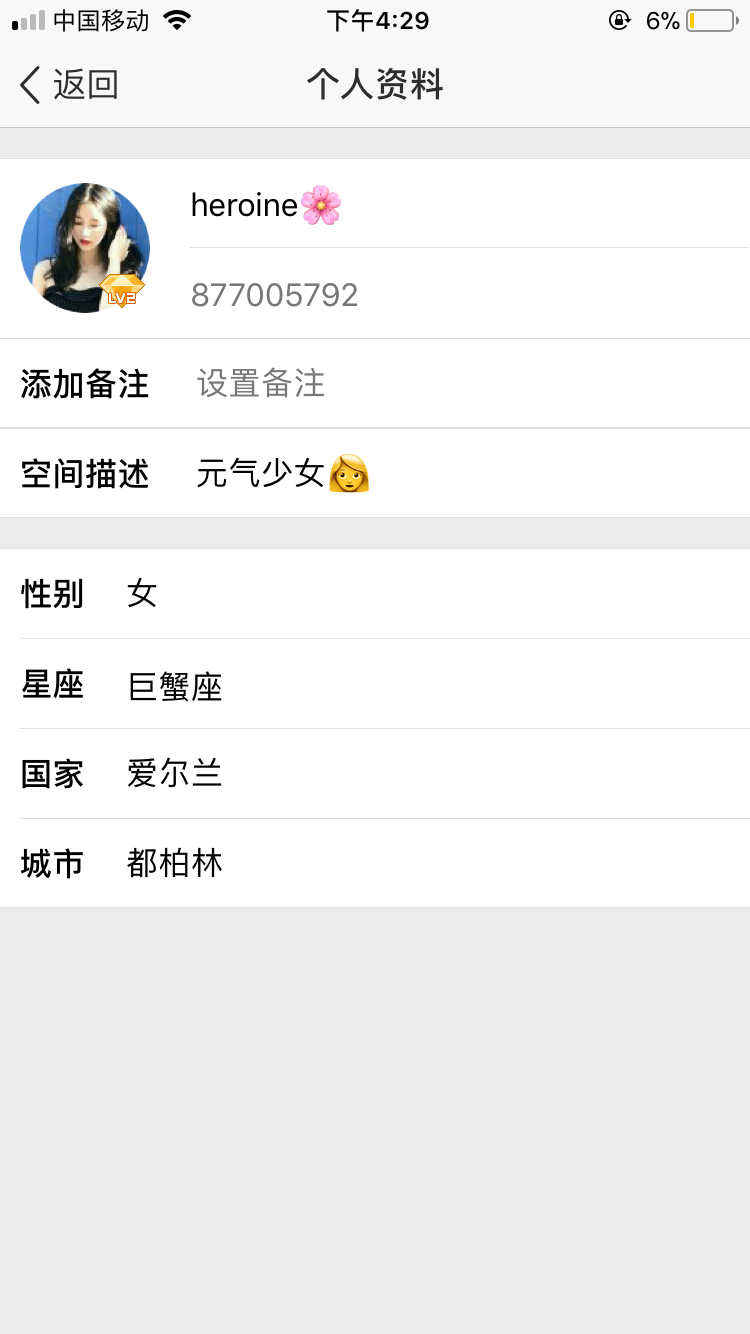 中国移动 下午4:29 6%
返回 个人资料
heroine🌸
LV2
877005792
添加备注 设置备注
空间描述 元气少女👩
性别 女
星座 巨蟹座
国家 爱尔兰
城市 都柏林